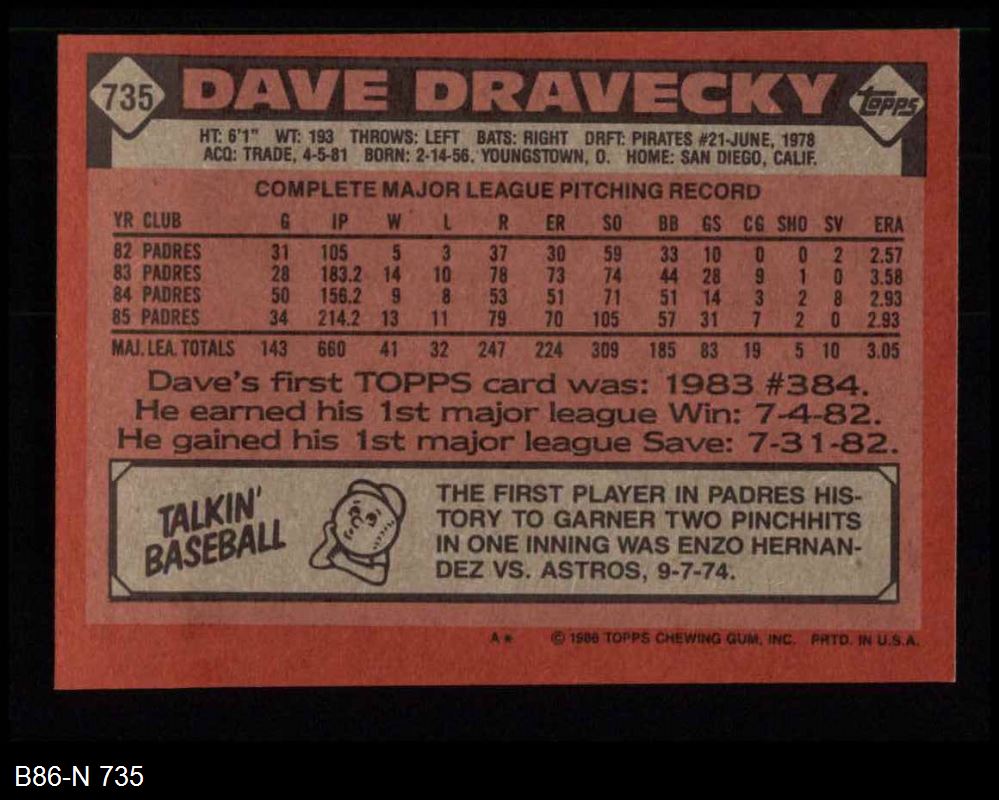 735 DAVE DRAVECKY TOPPS
HT: 6'1" WT: 193 THROWS: LEFT BATS: RIGHT DRFT: PIRATES #21-JUNE, 1978
ACQ: TRADE, 4-5-81 BORN: 2-14-56, YOUNGSTOWN, O. HOME: SAN DIEGO, CALIF.
COMPLETE MAJOR LEAGUE PITCHING RECORD
YR CLUB G IP W L R ER SO BB GS CG SHO SV ERA
82 PADRES 31 105 5 3 37 30 59 33 10 0 0 2 2.57
83 PADRES 28 183.2 14 10 78 73 74 44 28 9 1 0 3.58
84 PADRES 50 156.2 9 8 53 51 71 51 14 3 2 8 2.93
85 PADRES 34 214.2 13 11 79 70 105 57 31 7 2 0 2.93
MAJ. LEA. TOTALS 143 660 41 32 247 224 309 185 83 19 5 10 3.05
Dave's first TOPPS card was: 1983 #384.
He earned his 1st major league Win: 7-4-82.
He gained his 1st major league Save: 7-31-82.
TALKIN'
BASEBALL
THE FIRST PLAYER IN PADRES HIS-
TORY TO GARNER TWO PINCHHITS
IN ONE INNING WAS ENZO HERNAN-
DEZ VS. ASTROS, 9-7-74.
A* © 1986 TOPPS CHEWING GUM, INC. PRTD. IN U.S.A.
B86-N 735